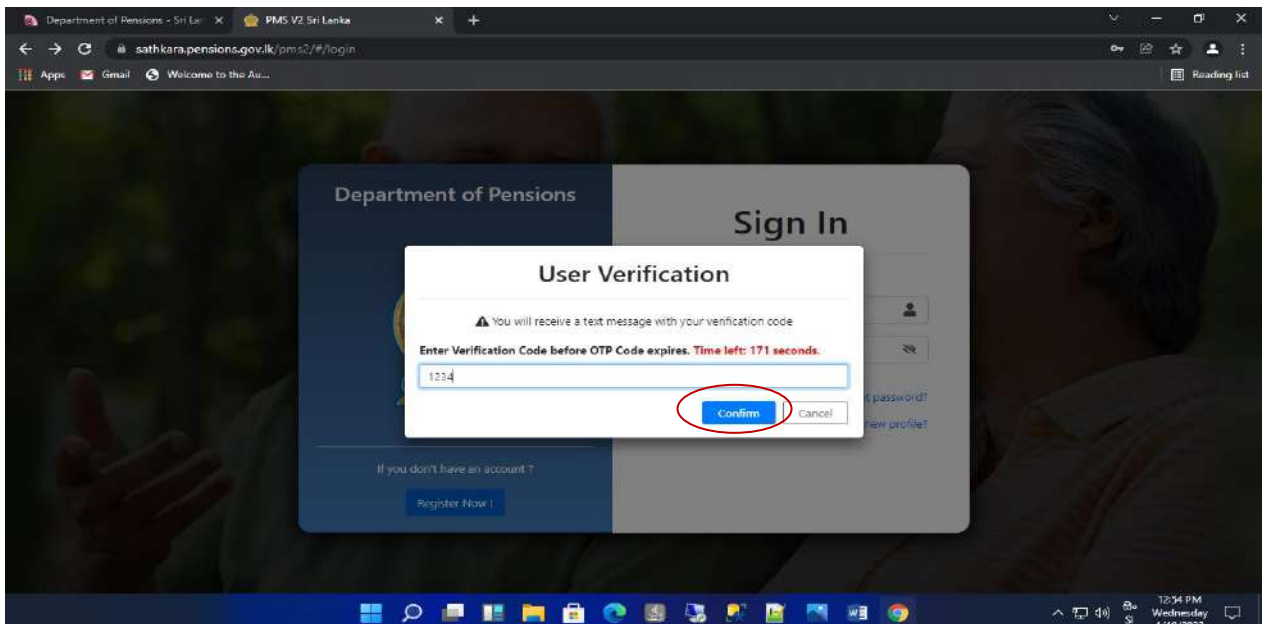 Department of Pensions - Sri La
PMS V2 Sri Lanka
sathkara.pensions.gov.lk/pms2/#/login
Apps
Gmail
Welcome to the Au...
Reading list
Department of Pensions
Sign In
User Verification
You will receive a text message with your verification code
Enter Verification Code before OTP Code expires. Time left: 171 seconds.
1234
Confirm
Cancel
t password?
new profile?
If you don't have an account ?
Register Now !
12:54 PM
Wednesday